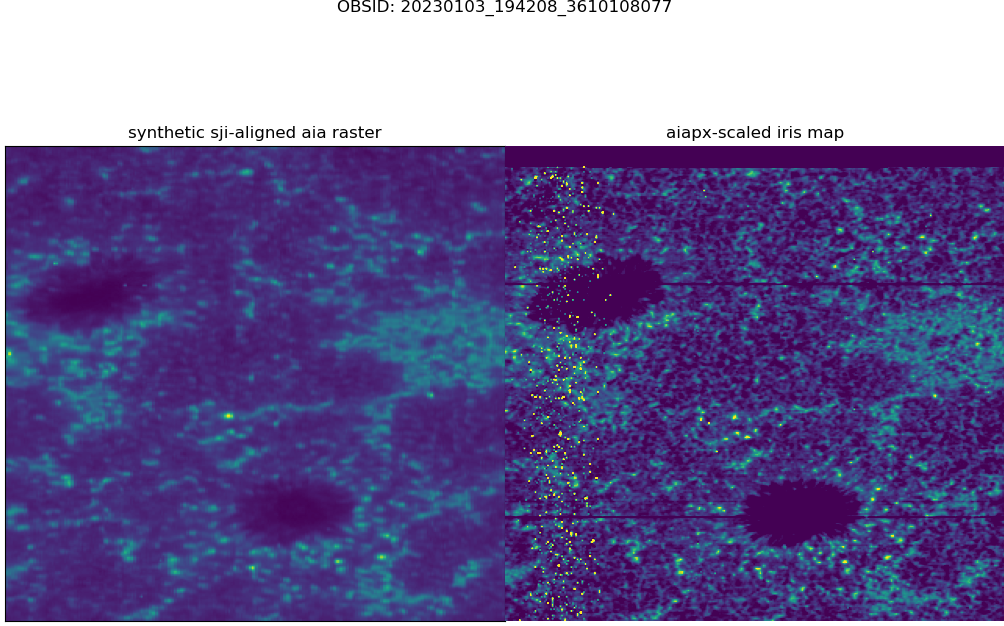 OBSID: 20230103_194208_3610108077
synthetic sji-aligned aia raster
aiapx-scaled iris map